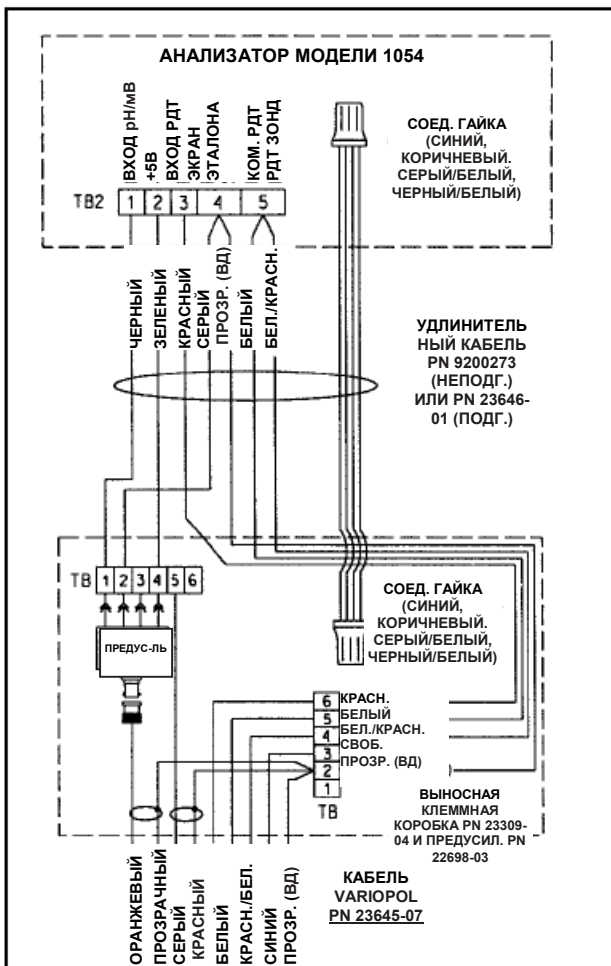 АНАЛИЗАТОР МОДЕЛИ 1054
ВХОД pH/мВ
+5В
ВХОД РДТ
ЭКРАН
ЭТАЛОНА
КОМ. РДТ
РДТ ЗОНД
TB2 1 2 3 4 5
СОЕД. ГАЙКА
(СИНИЙ,
КОРИЧНЕВЫЙ.
СЕРЫЙ/БЕЛЫЙ,
ЧЕРНЫЙ/БЕЛЫЙ)
ЧЕРНЫЙ
ЗЕЛЕНЫЙ
КРАСНЫЙ
СЕРЫЙ
ПРОЗР. (ВД)
БЕЛЫЙ
БЕЛ./КРАСН.
УДЛИНИТЕЛЬ
НЫЙ КАБЕЛЬ
PN 9200273
(НЕПОДГ.)
ИЛИ PN 23646-
01 (ПОДГ.)
TB 1 2 3 4 5 6
ПРЕДУС-ЛЬ
СОЕД. ГАЙКА
(СИНИЙ,
КОРИЧНЕВЫЙ.
СЕРЫЙ/БЕЛЫЙ,
ЧЕРНЫЙ/БЕЛЫЙ)
6 КРАСН.
5 БЕЛЫЙ
4 БЕЛ./КРАСН.
3 СВОБ.
2 ПРОЗР. (ВД)
1
TB
ВЫНОСНАЯ
КЛЕММНАЯ
КОРОБКА PN 23309-
04 И ПРЕДУСИЛ. PN
22698-03
ОРАНЖЕВЫЙ
ПРОЗРАЧНЫЙ
СЕРЫЙ
КРАСНЫЙ
БЕЛЫЙ
КРАСН./БЕЛ.
СИНИЙ
ПРОЗР. (ВД)
КАБЕЛЬ
VARIOPOL
PN 23645-07